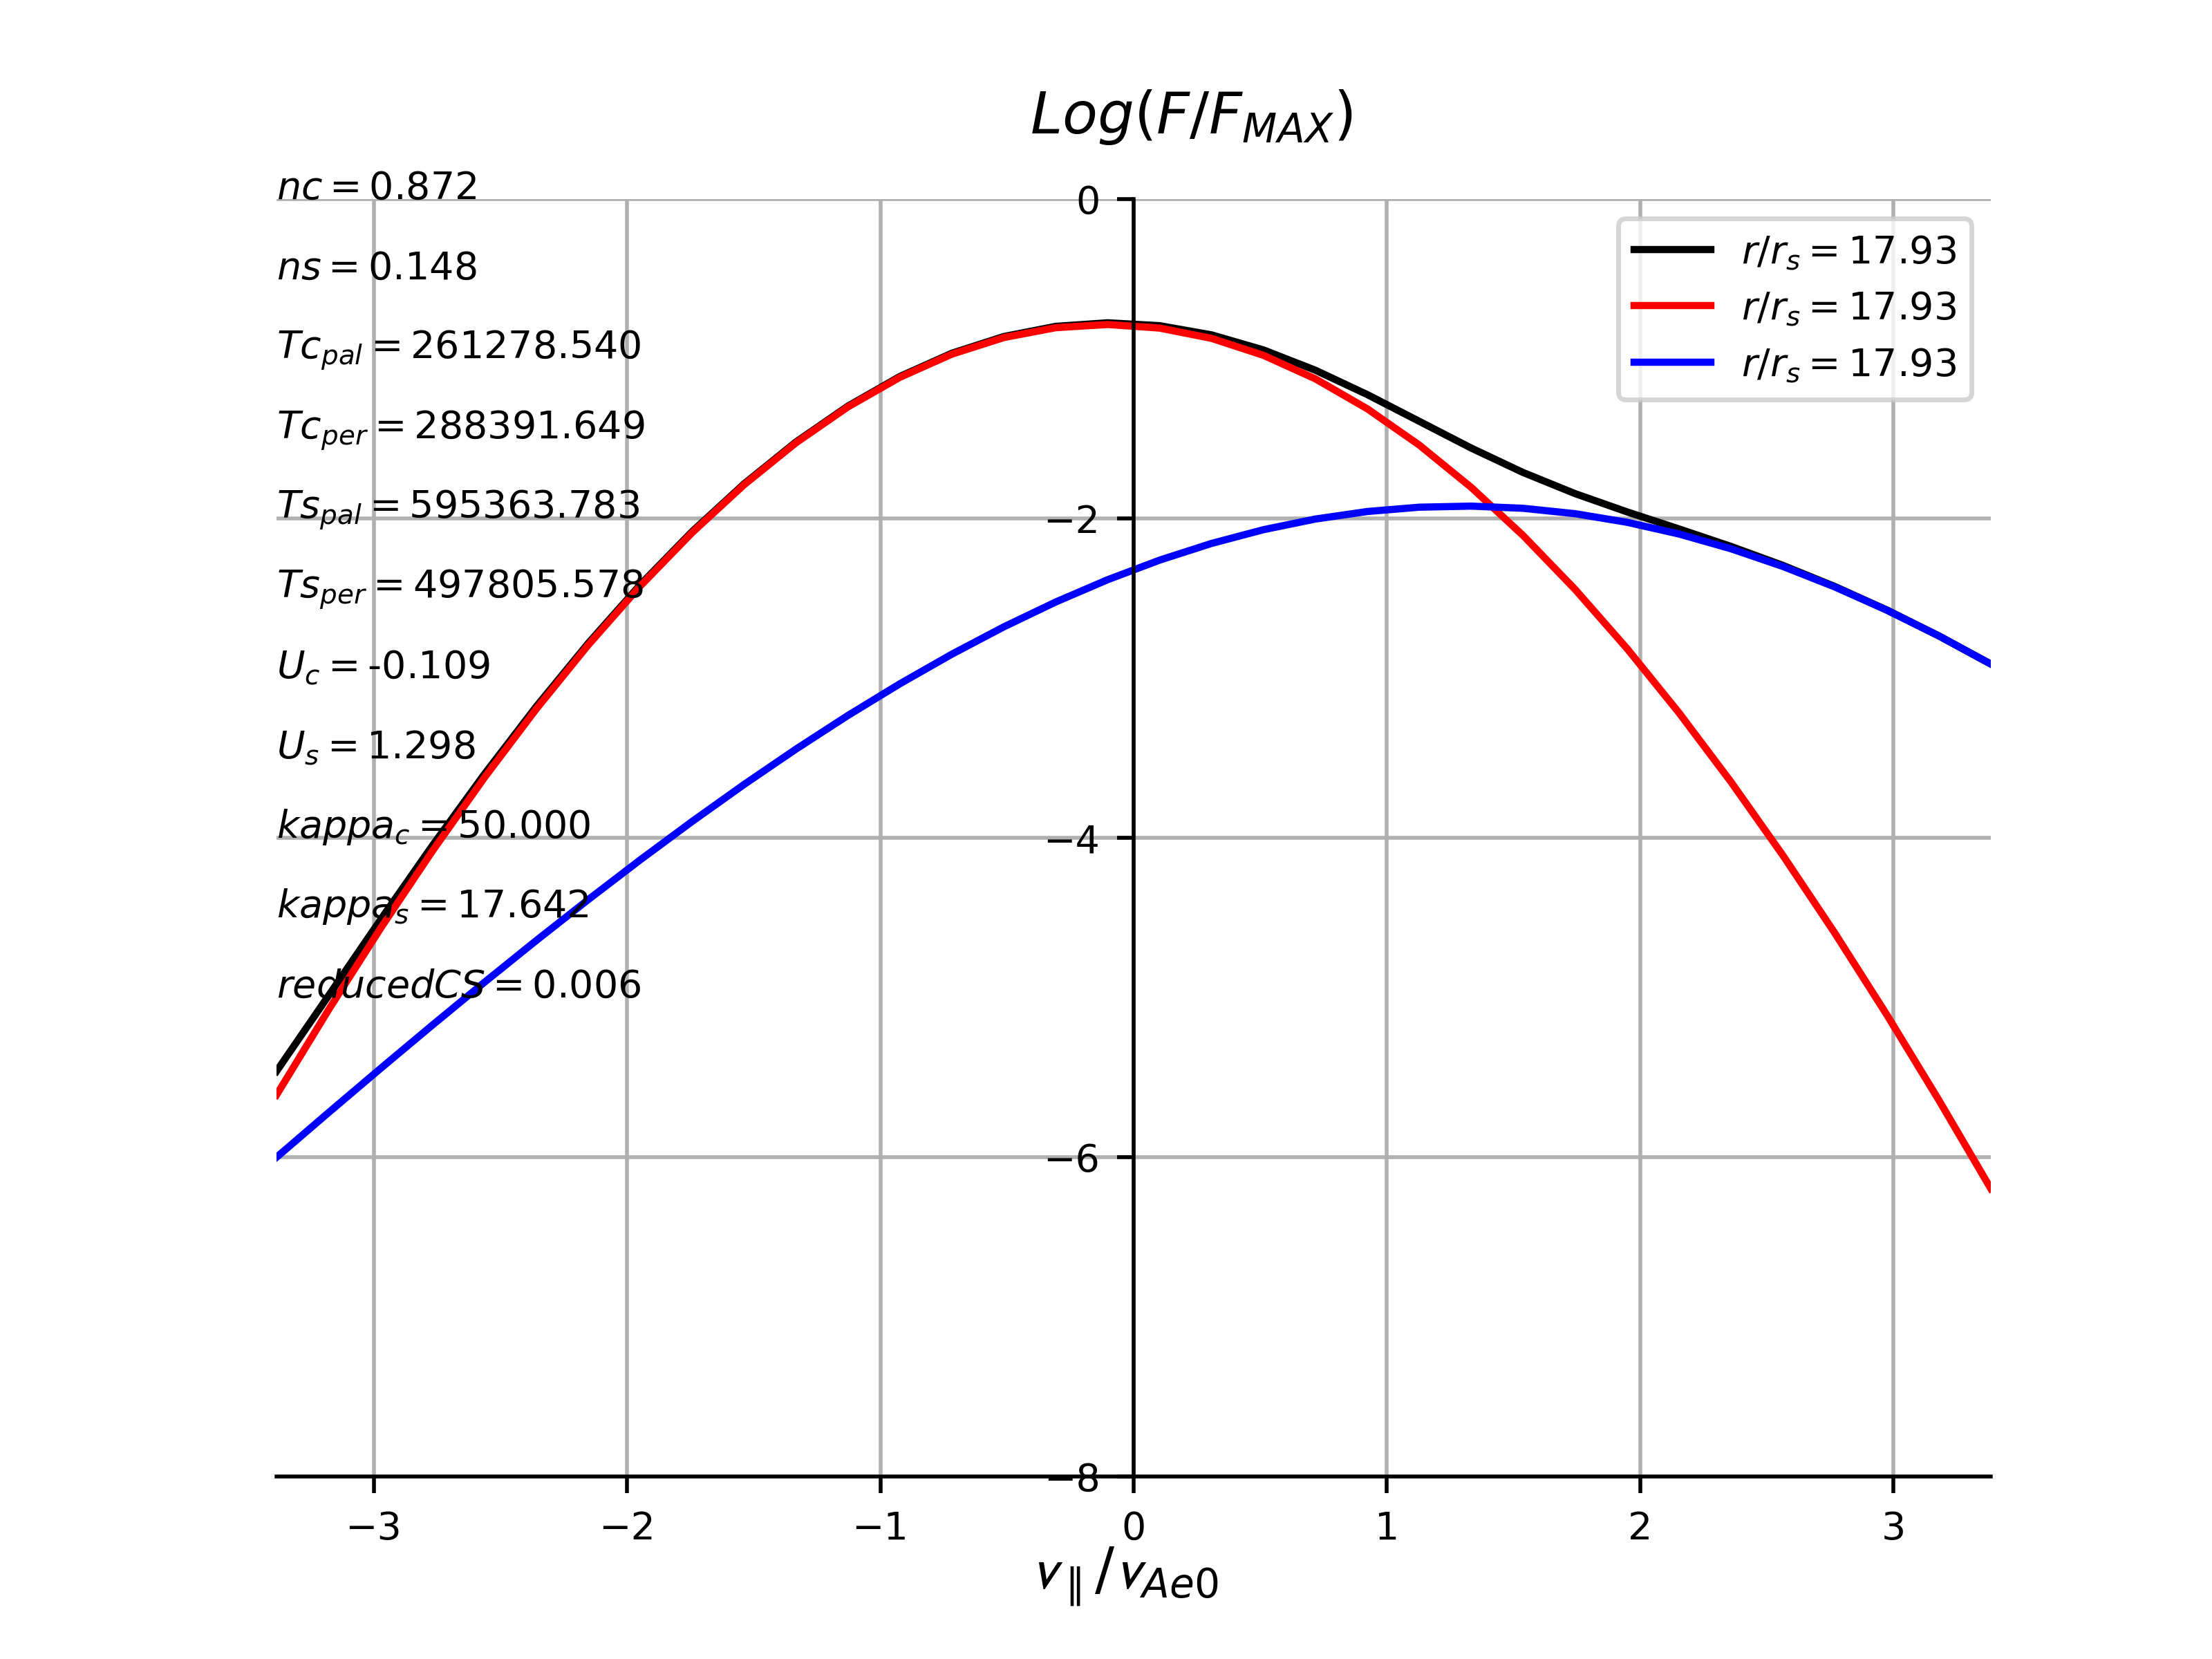 Log(F/F_MAX)
nc = 0.872
ns = 0.148
Tc_pal = 261278.540
Tc_per = 288391.649
Ts_pal = 595363.783
Ts_per = 497805.578
U_c = -0.109
U_s = 1.298
kappa_c = 50.000
kappa_s = 17.642
reducedCS = 0.006
r/r_s = 17.93
r/r_s = 17.93
r/r_s = 17.93
0
−2
−4
−6
−8
−3 −2 −1 0 1 2 3
v_∥/v_Ae0